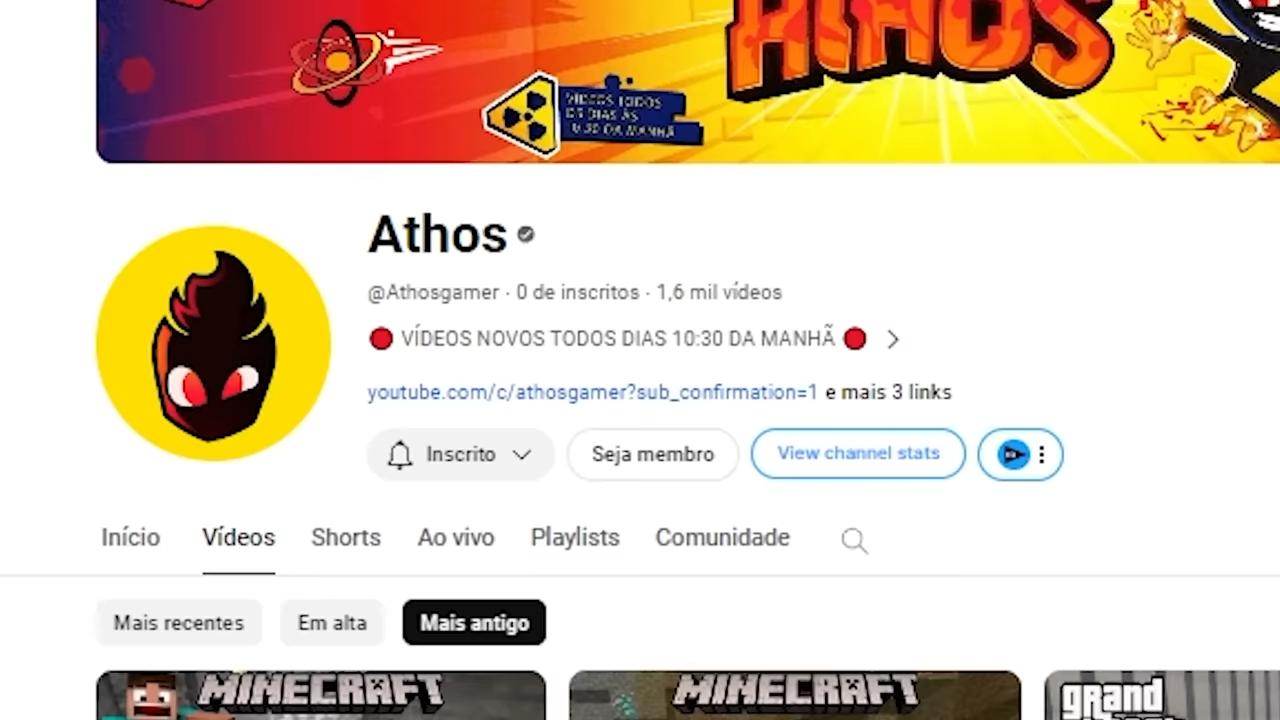 ATHOS
VÍDEOS TODOS
OS DIAS ÀS
10:30 DA MANHÃ
Athos
@Athosgamer · 0 de inscritos · 1,6 mil vídeos
VÍDEOS NOVOS TODOS DIAS 10:30 DA MANHÃ
youtube.com/c/athosgamer?sub_confirmation=1 e mais 3 links
Inscrito Seja membro View channel stats
Início Vídeos Shorts Ao vivo Playlists Comunidade
Mais recentes Em alta Mais antigo
MINECRAFT MINECRAFT grand